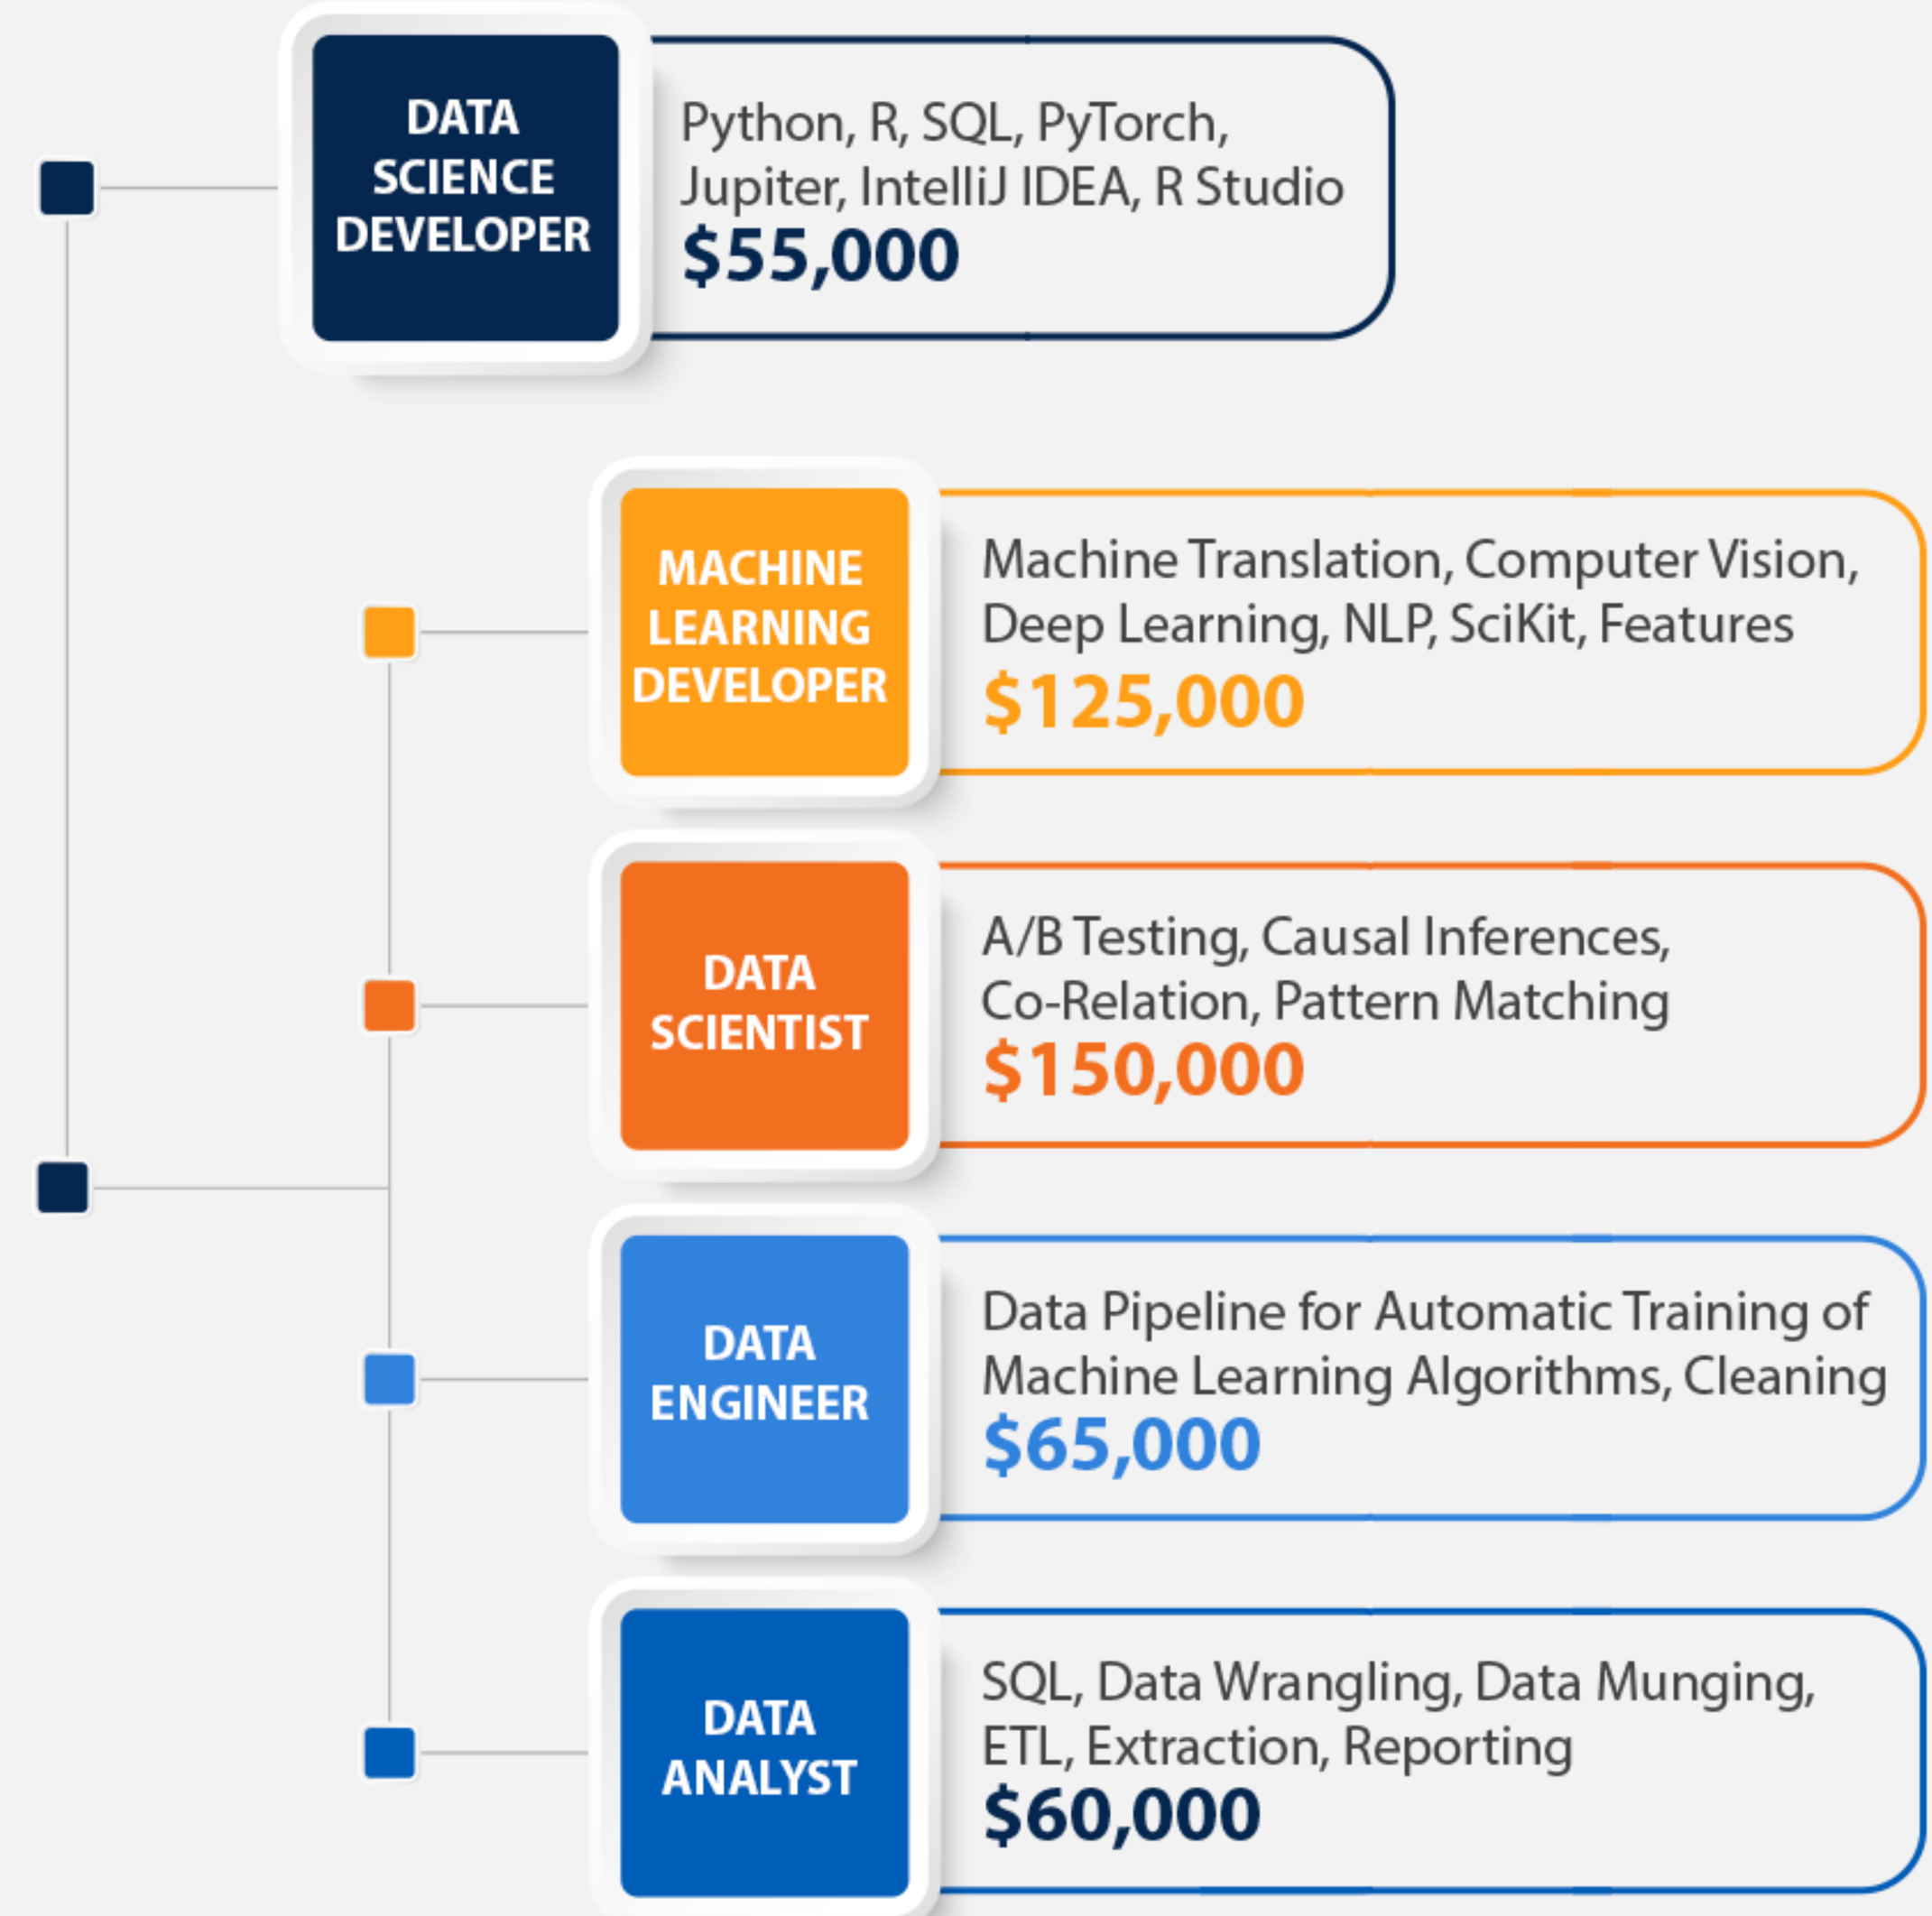 DATA
SCIENCE
DEVELOPER
Python, R, SQL, PyTorch,
Jupiter, IntelliJ IDEA, R Studio
$55,000
MACHINE
LEARNING
DEVELOPER
Machine Translation, Computer Vision,
Deep Learning, NLP, SciKit, Features
$125,000
DATA
SCIENTIST
A/B Testing, Causal Inferences,
Co-Relation, Pattern Matching
$150,000
DATA
ENGINEER
Data Pipeline for Automatic Training of
Machine Learning Algorithms, Cleaning
$65,000
DATA
ANALYST
SQL, Data Wrangling, Data Munging,
ETL, Extraction, Reporting
$60,000